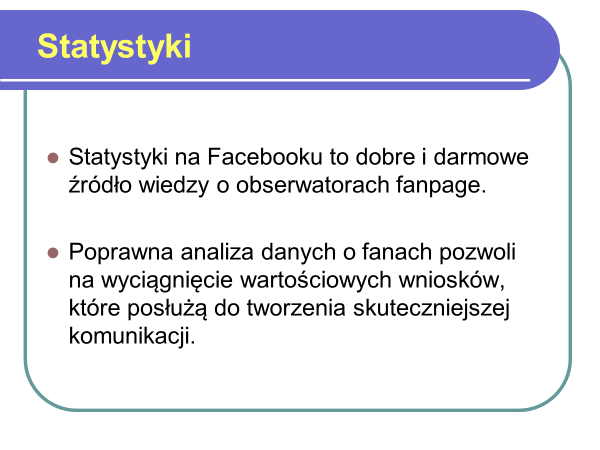 Statystyki
Statystyki na Facebooku to dobre i darmowe
źródło wiedzy o obserwatorach fanpage.
Poprawna analiza danych o fanach pozwoli
na wyciągnięcie wartościowych wniosków,
które posłużą do tworzenia skuteczniejszej
komunikacji.